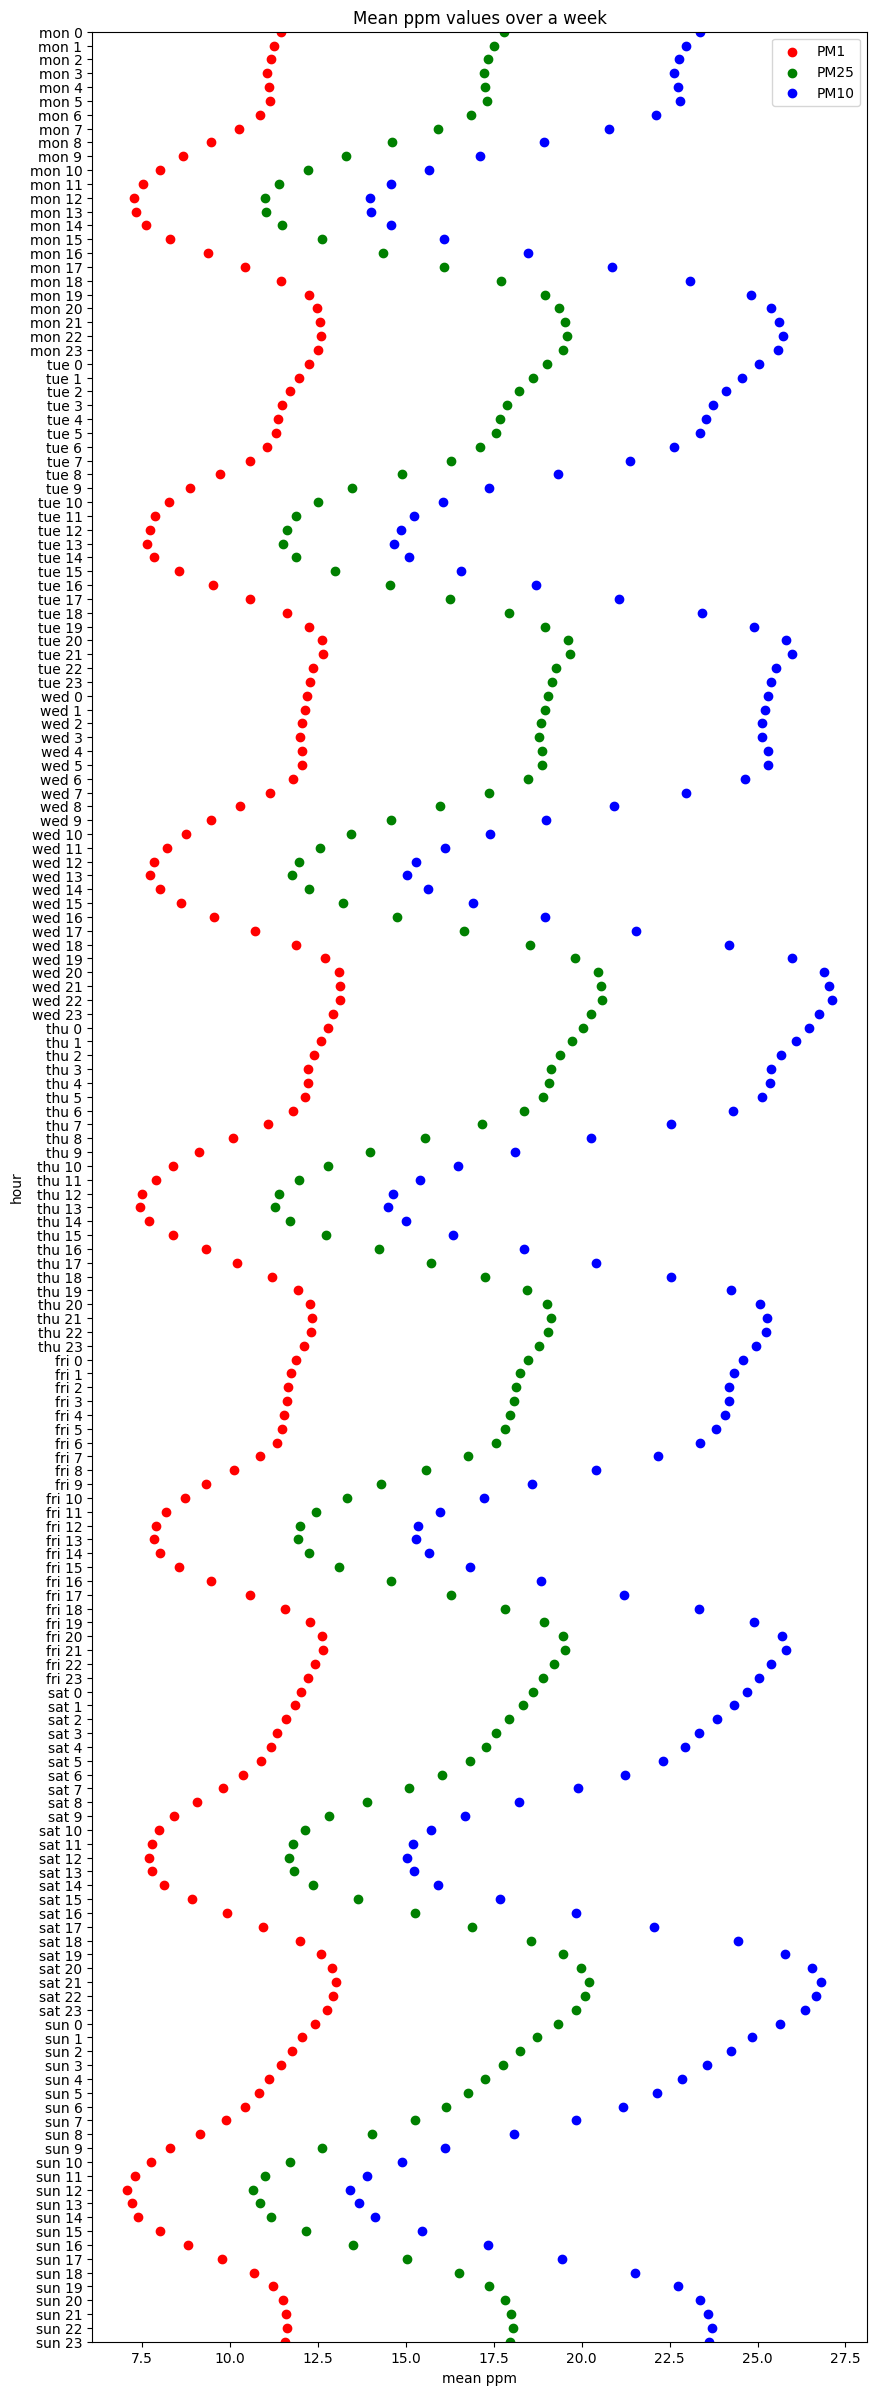 Mean ppm values over a week
PM1
PM25
PM10
mon 0
mon 1
mon 2
mon 3
mon 4
mon 5
mon 6
mon 7
mon 8
mon 9
mon 10
mon 11
mon 12
mon 13
mon 14
mon 15
mon 16
mon 17
mon 18
mon 19
mon 20
mon 21
mon 22
mon 23
tue 0
tue 1
tue 2
tue 3
tue 4
tue 5
tue 6
tue 7
tue 8
tue 9
tue 10
tue 11
tue 12
tue 13
tue 14
tue 15
tue 16
tue 17
tue 18
tue 19
tue 20
tue 21
tue 22
tue 23
wed 0
wed 1
wed 2
wed 3
wed 4
wed 5
wed 6
wed 7
wed 8
wed 9
wed 10
wed 11
wed 12
wed 13
wed 14
wed 15
wed 16
wed 17
wed 18
wed 19
wed 20
wed 21
wed 22
wed 23
thu 0
thu 1
thu 2
thu 3
thu 4
thu 5
thu 6
thu 7
thu 8
thu 9
thu 10
thu 11
thu 12
thu 13
thu 14
thu 15
thu 16
thu 17
thu 18
thu 19
thu 20
thu 21
thu 22
thu 23
fri 0
fri 1
fri 2
fri 3
fri 4
fri 5
fri 6
fri 7
fri 8
fri 9
fri 10
fri 11
fri 12
fri 13
fri 14
fri 15
fri 16
fri 17
fri 18
fri 19
fri 20
fri 21
fri 22
fri 23
sat 0
sat 1
sat 2
sat 3
sat 4
sat 5
sat 6
sat 7
sat 8
sat 9
sat 10
sat 11
sat 12
sat 13
sat 14
sat 15
sat 16
sat 17
sat 18
sat 19
sat 20
sat 21
sat 22
sat 23
sun 0
sun 1
sun 2
sun 3
sun 4
sun 5
sun 6
sun 7
sun 8
sun 9
sun 10
sun 11
sun 12
sun 13
sun 14
sun 15
sun 16
sun 17
sun 18
sun 19
sun 20
sun 21
sun 22
sun 23
hour
7.5 10.0 12.5 15.0 17.5 20.0 22.5 25.0 27.5
mean ppm